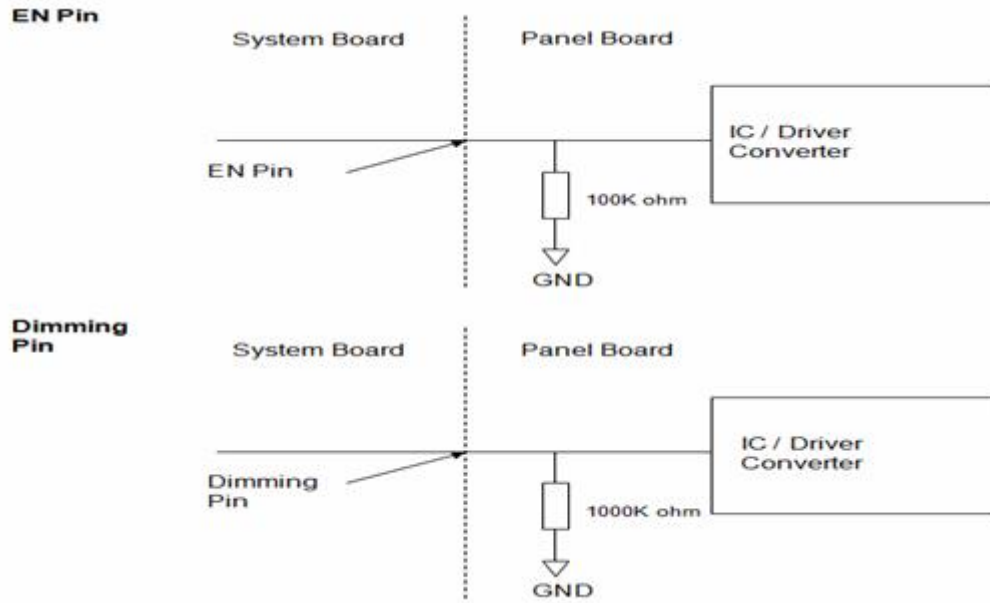 EN Pin
System Board
Panel Board
IC / Driver
Converter
EN Pin
100K ohm
GND
Dimming
Pin
System Board
Panel Board
IC / Driver
Converter
Dimming
Pin
1000K ohm
GND